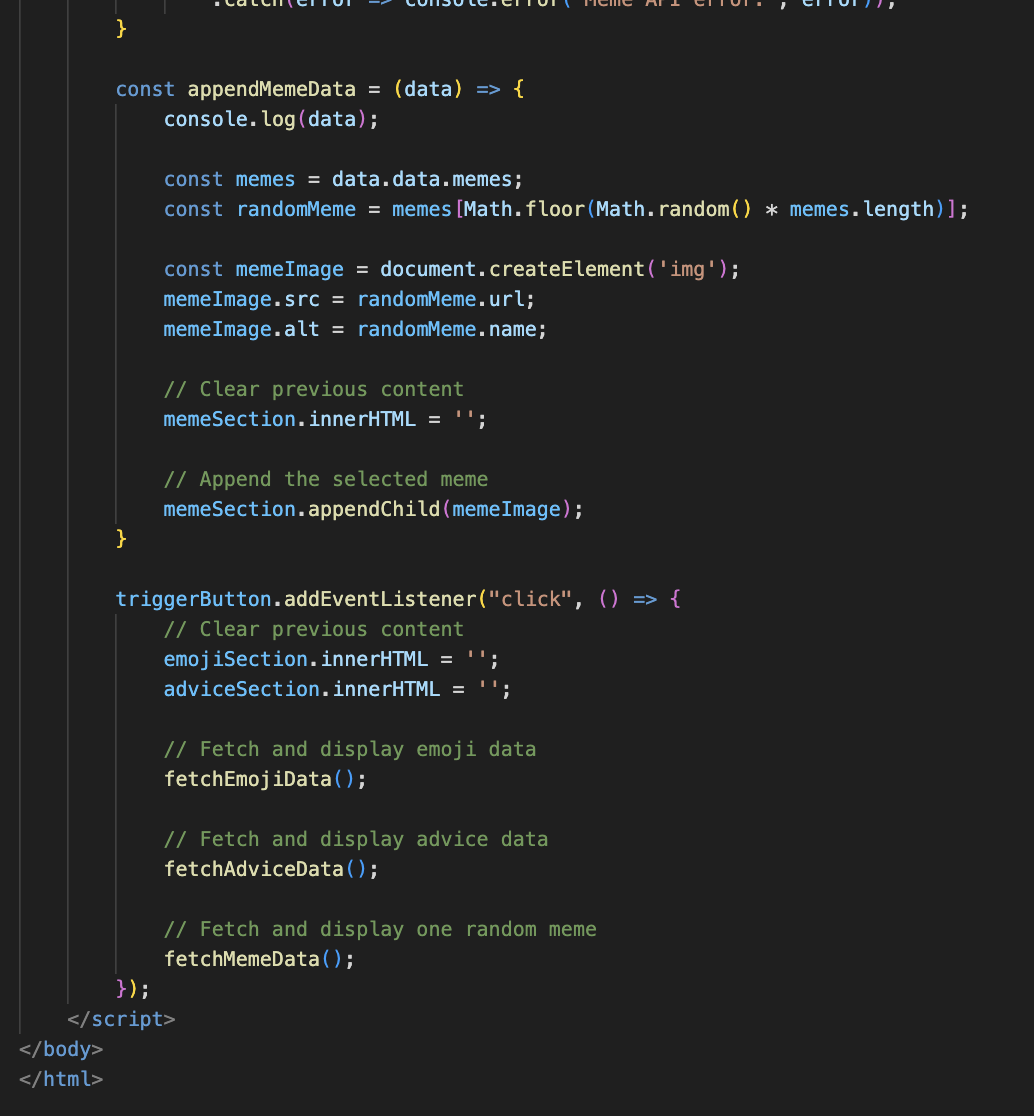 .catch(error => console.error('Meme API error:', error));
}
const appendMemeData = (data) => {
console.log(data);
const memes = data.data.memes;
const randomMeme = memes[Math.floor(Math.random() * memes.length)];
const memeImage = document.createElement('img');
memeImage.src = randomMeme.url;
memeImage.alt = randomMeme.name;
// Clear previous content
memeSection.innerHTML = '';
// Append the selected meme
memeSection.appendChild(memeImage);
}
triggerButton.addEventListener("click", () => {
// Clear previous content
emojiSection.innerHTML = '';
adviceSection.innerHTML = '';
// Fetch and display emoji data
fetchEmojiData();
// Fetch and display advice data
fetchAdviceData();
// Fetch and display one random meme
fetchMemeData();
});
</script>
</body>
</html>